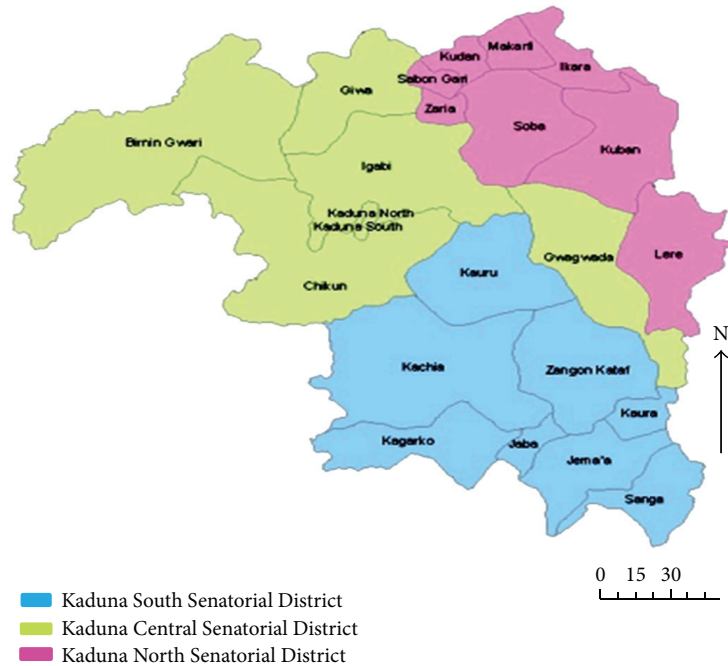 Makarfi
Kudan
Ikara
Sabon Gari
Giwa
Zaria
Soba
Birnin Gwari
Kuban
Igabi
Kaduna North
Kaduna South
Lere
Gwagwada
Kauru
Chikun
N
Kachia
Zangon Kataf
Kaura
Kagarko
Jaba
Jema'a
Sanga
0 15 30
Kaduna South Senatorial District
Kaduna Central Senatorial District
Kaduna North Senatorial District